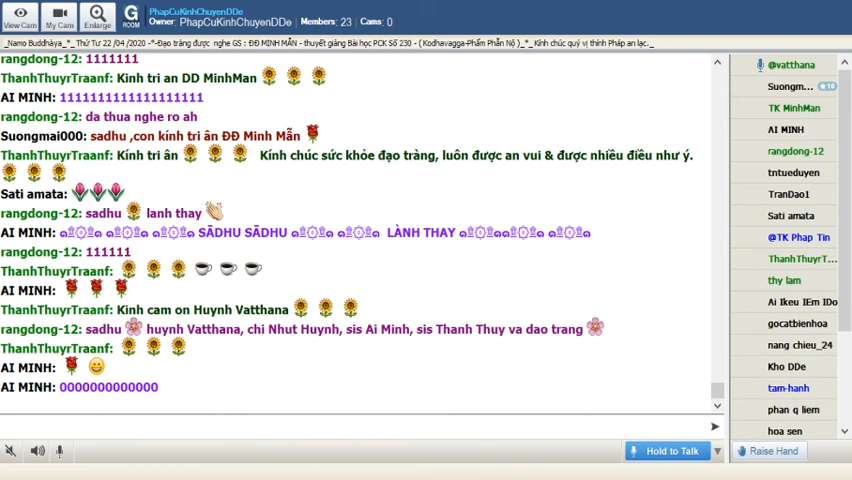 View Cam
My Cam
Enlarge
G
ROOM
PhapCuKinhChuyenDDe
Owner: PhapCuKinhChuyenDDe Members: 23 Cams: 0
_Namo Buddhàya_*_ Thứ Tư 22 /04 /2020 -*-Đạo tràng được nghe GS : ĐĐ MINH MẪN - thuyết giảng Bài học PCK Số 230 - ( Kodhavagga-Phẩm Phẫn Nộ )_*_Kính chúc quý vị thính Pháp an lạc._
rangdong-12: 1111111
ThanhThuyrTraanf: Kinh tri an DD MinhMan
AI MINH: 1111111111111111111
rangdong-12: da thua nghe ro ah
Suongmai000: sadhu ,con kính tri ân ĐĐ Minh Mẫn
ThanhThuyrTraanf: Kính tri ân Kính chúc sức khỏe đạo tràng, luôn được an vui & được nhiều điều như ý.
Sati amata:
rangdong-12: sadhu lanh thay
AI MINH: SĀDHU SĀDHU LÀNH THAY
rangdong-12: 111111
ThanhThuyrTraanf:
AI MINH:
ThanhThuyrTraanf: Kinh cam on Huynh Vatthana
rangdong-12: sadhu huynh Vatthana, chi Nhut Huynh, sis Ai Minh, sis Thanh Thuy va dao trang
ThanhThuyrTraanf:
AI MINH:
AI MINH: 0000000000000
@vatthana
Suongm... 10
TK MinhMan
AI MINH
rangdong-12
tntueduyen
TranDao1
Sati amata
@TK Phap Tin
ThanhThuyrT...
thy lam
Ai Ikeu IEm IDo
gocatbienhoa
nang chieu_24
Kho DDe
tam-hanh
phan q liem
hoa sen
Hold to Talk
Raise Hand